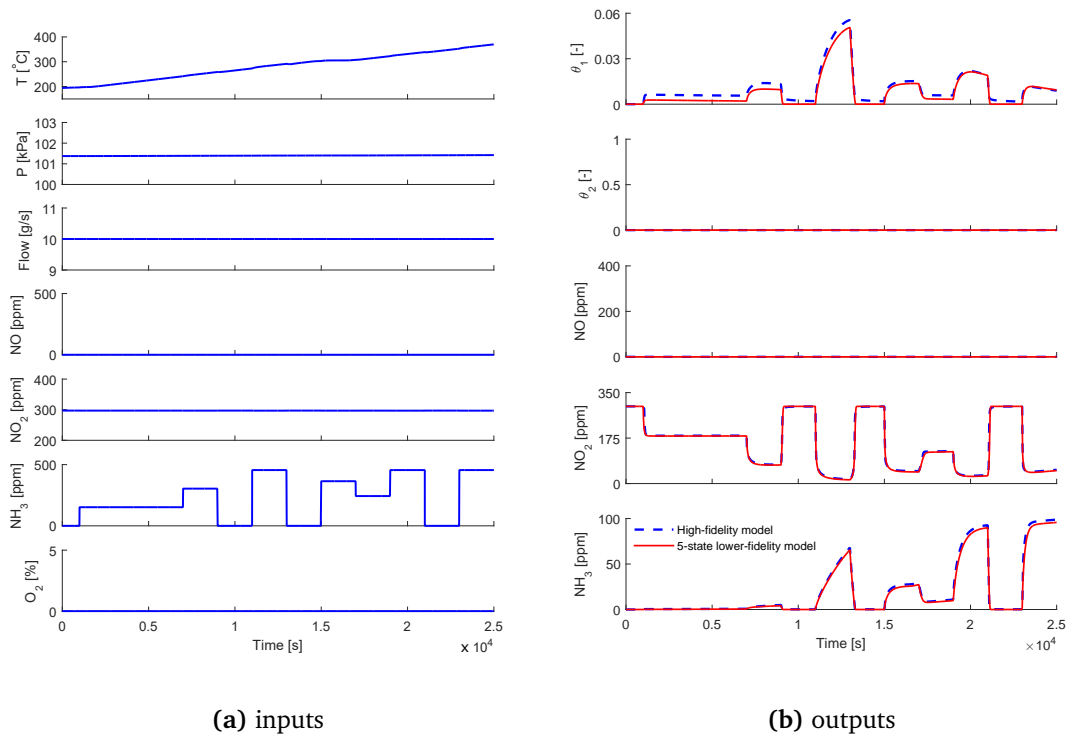 400
300
200
T [°C]
103
102
101
100
P [kPa]
11
10
9
Flow [g/s]
500
0
NO [ppm]
400
300
200
NO2 [ppm]
500
0
NH3 [ppm]
5
0
O2 [%]
0 0.5 1 1.5 2 2.5
Time [s]
x 10^4
(a) inputs
0.06
0.03
0
θ1 [-]
1
0.5
0
θ2 [-]
400
200
0
NO [ppm]
350
175
0
NO2 [ppm]
100
50
0
NH3 [ppm]
High-fidelity model
5-state lower-fidelity model
0 0.5 1 1.5 2 2.5
Time [s]
×10^4
(b) outputs